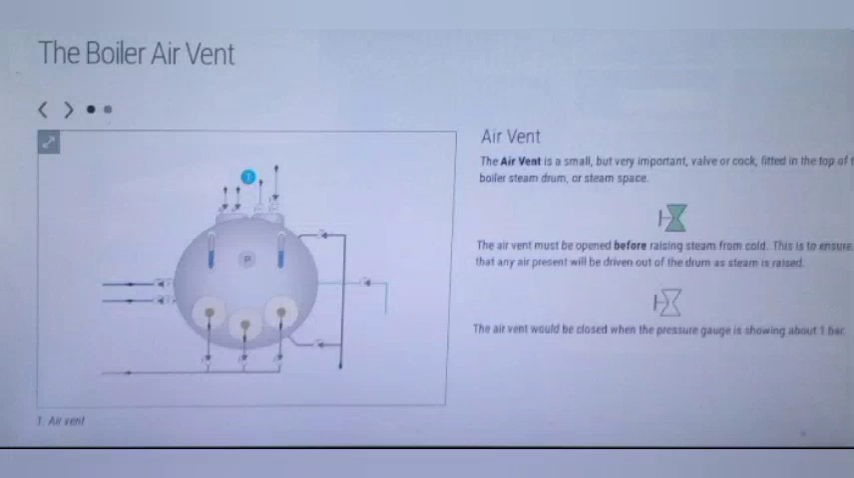 The Boiler Air Vent
Air Vent
The Air Vent is a small, but very important, valve or cock, fitted in the top of
boiler steam drum, or steam space.
The air vent must be opened before raising steam from cold. This is to ensure
that any air present will be driven out of the drum as steam is raised.
The air vent would be closed when the pressure gauge is showing about 1 bar.
P
1. Air vent